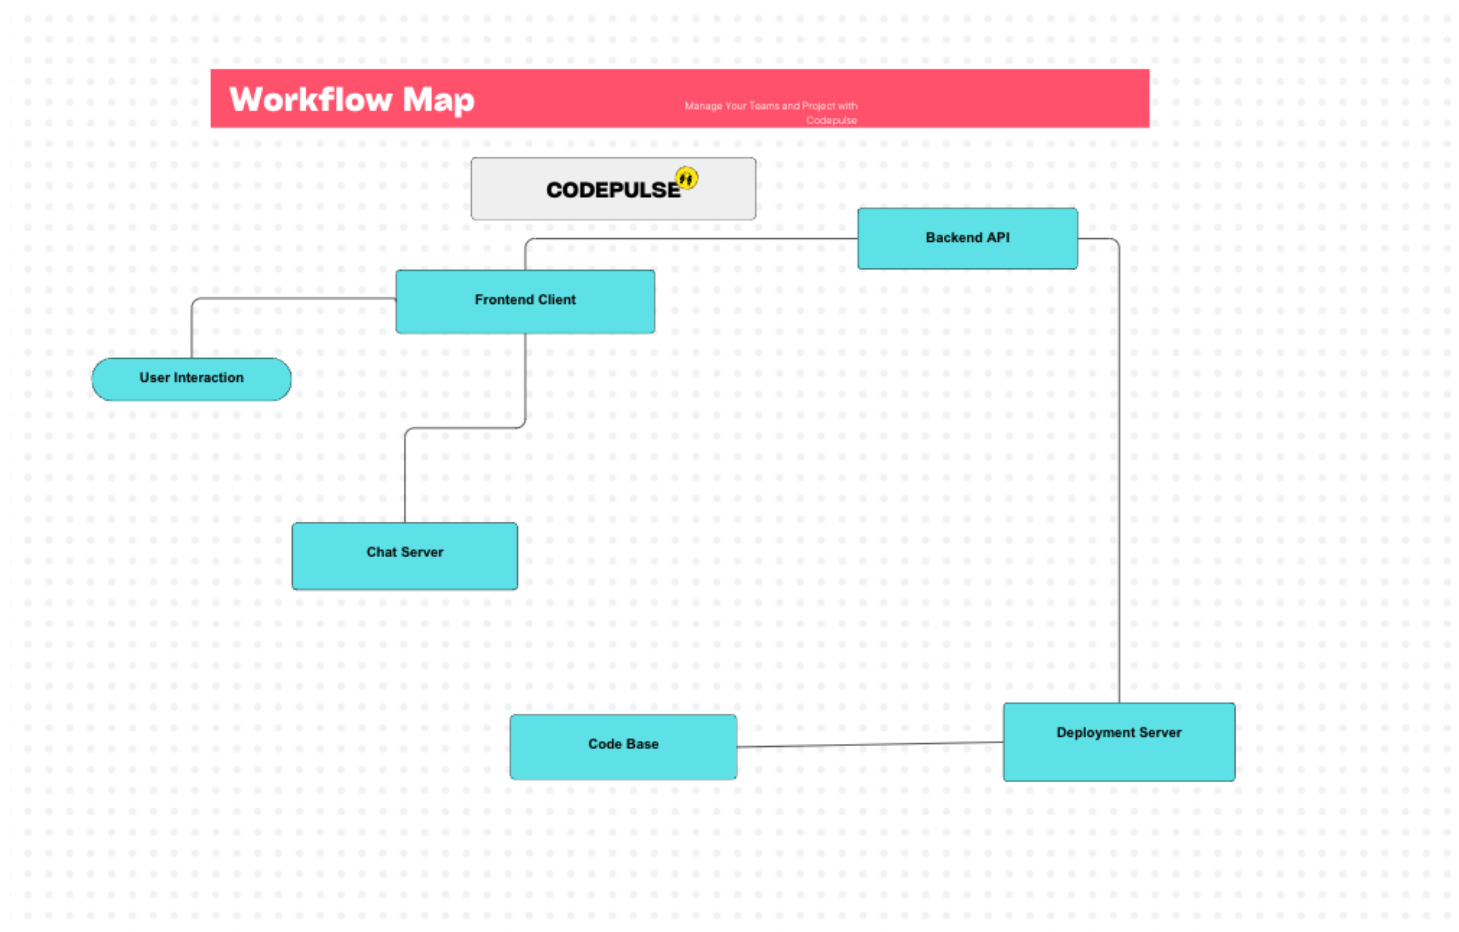 Workflow Map
Manage Your Teams and Project with
Codepulse
CODEPULSE
Backend API
Frontend Client
User Interaction
Chat Server
Code Base
Deployment Server